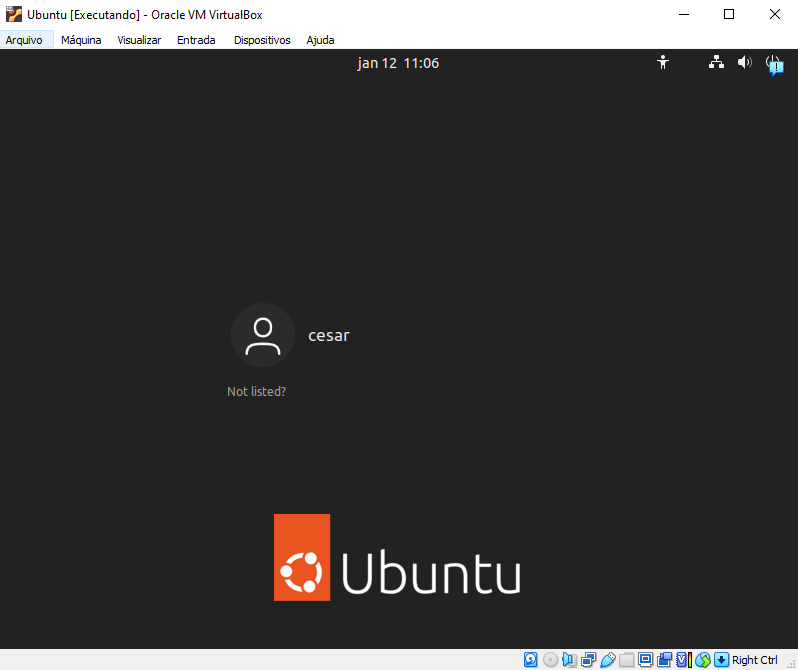 Ubuntu [Executando] - Oracle VM VirtualBox
Arquivo Máquina Visualizar Entrada Dispositivos Ajuda
jan 12 11:06
cesar
Not listed?
Ubuntu
Right Ctrl